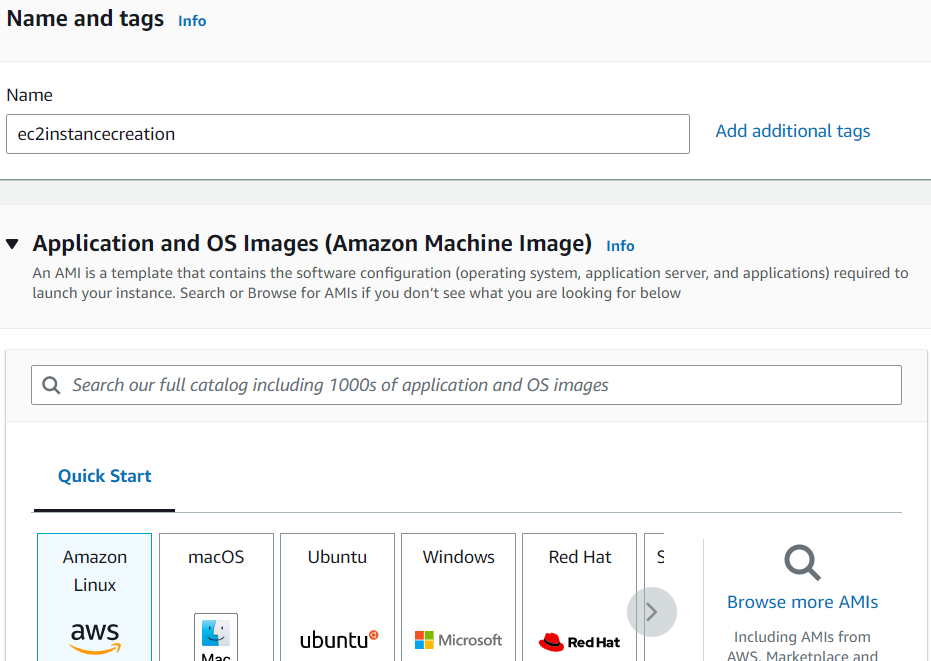 Name and tags Info
Name
ec2instancecreation
Add additional tags
Application and OS Images (Amazon Machine Image) Info
An AMI is a template that contains the software configuration (operating system, application server, and applications) required to
launch your instance. Search or Browse for AMIs if you don’t see what you are looking for below
Search our full catalog including 1000s of application and OS images
Quick Start
Amazon
Linux
aws
macOS
Mac
Ubuntu
ubuntu
Windows
Microsoft
Red Hat
Red Hat
S
Browse more AMIs
Including AMIs from
AWS, Marketplace and